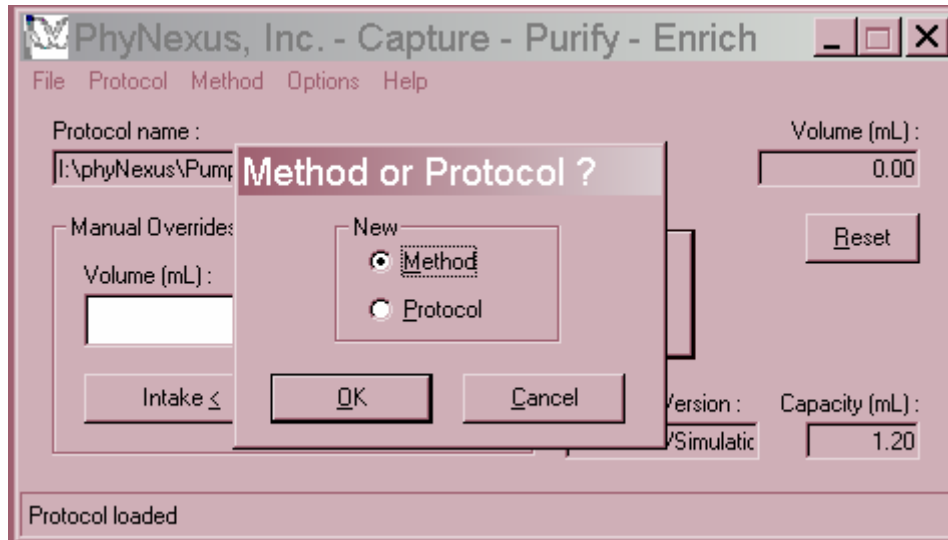 PhyNexus, Inc. - Capture - Purify - Enrich
File Protocol Method Options Help
Protocol name :
Volume (mL) :
I:\phyNexus\Pump
0.00
Method or Protocol ?
Manual Overrides
New
Reset
Method
Volume (mL) :
Protocol
Intake <
OK
Cancel
Version :
Capacity (mL) :
/Simulatic
1.20
Protocol loaded